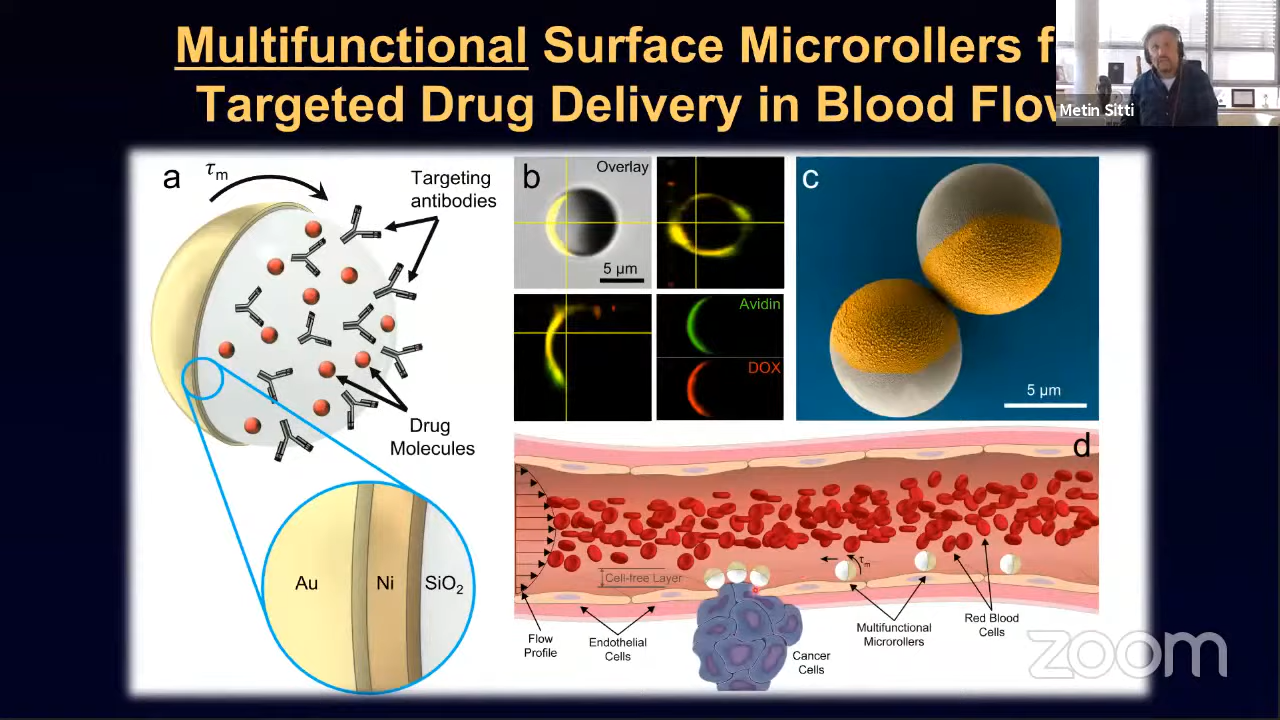 Multifunctional Surface Microrollers f
Targeted Drug Delivery in Blood Flow
Metin Sitti
a
τm
Targeting
antibodies
Drug
Molecules
Au
Ni
SiO₂
b
Overlay
5 μm
Avidin
DOX
c
5 μm
d
Cell-free Layer
τm
Flow
Profile
Endothelial
Cells
Cancer
Cells
Multifunctional
Microrollers
Red Blood
Cells
zoom